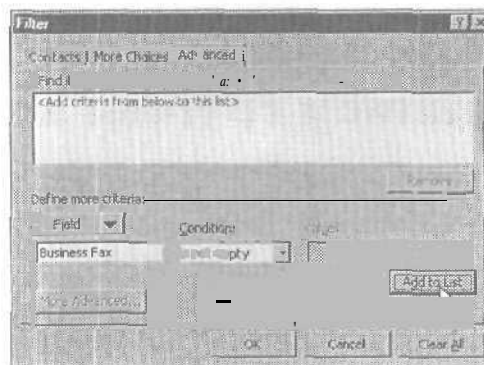 Filter
Contacts More Choices Advanced
Find
<Add criteria from below to this list>
Remove
Define more criteria:
Field Condition:
Business Fax empty
Add to List
More Advanced...
OK Cancel Clear All